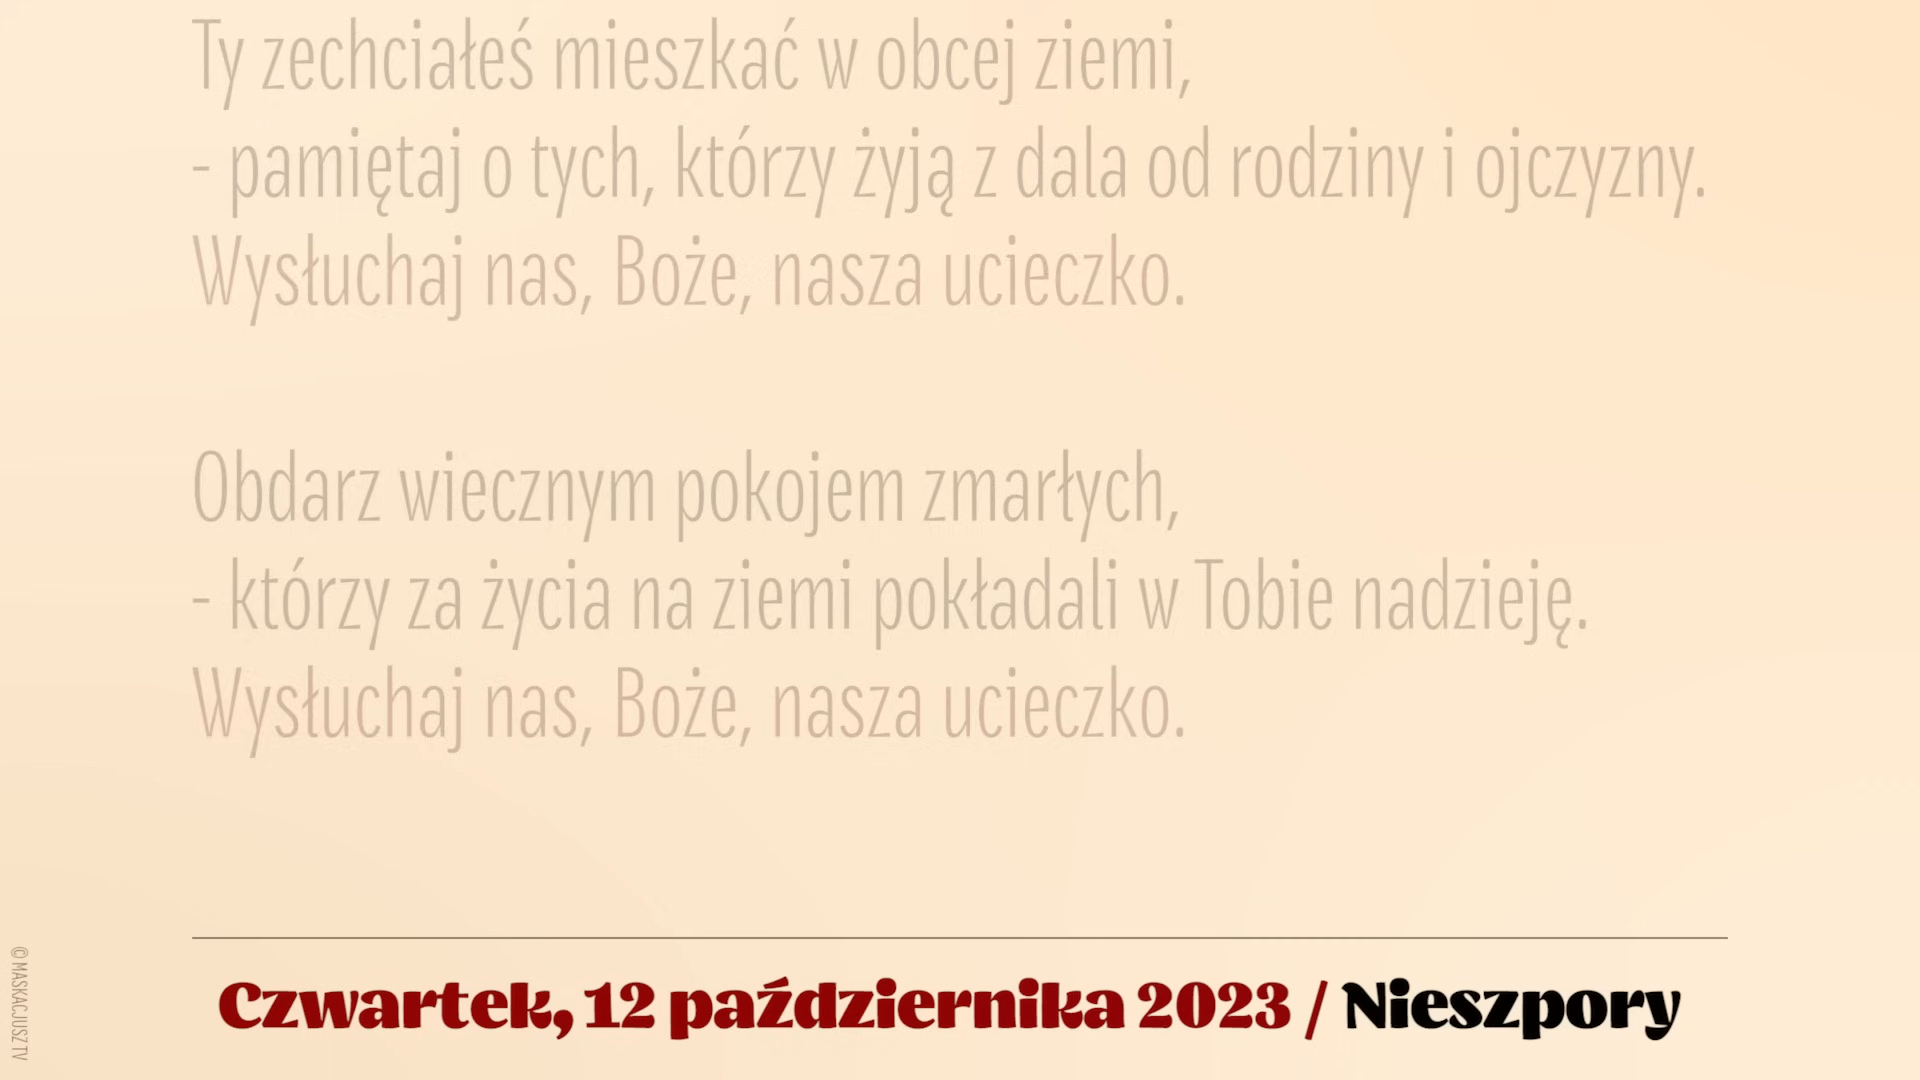 Ty zechciałeś mieszkać w obcej ziemi,
- pamiętaj o tych, którzy żyją z dala od rodziny i ojczyzny.
Wysłuchaj nas, Boże, nasza ucieczko.
Obdarz wiecznym pokojem zmarłych,
- którzy za życia na ziemi pokładali w Tobie nadzieję.
Wysłuchaj nas, Boże, nasza ucieczko.
Czwartek, 12 października 2023 / Nieszpory
© MASKACJUSZ TV